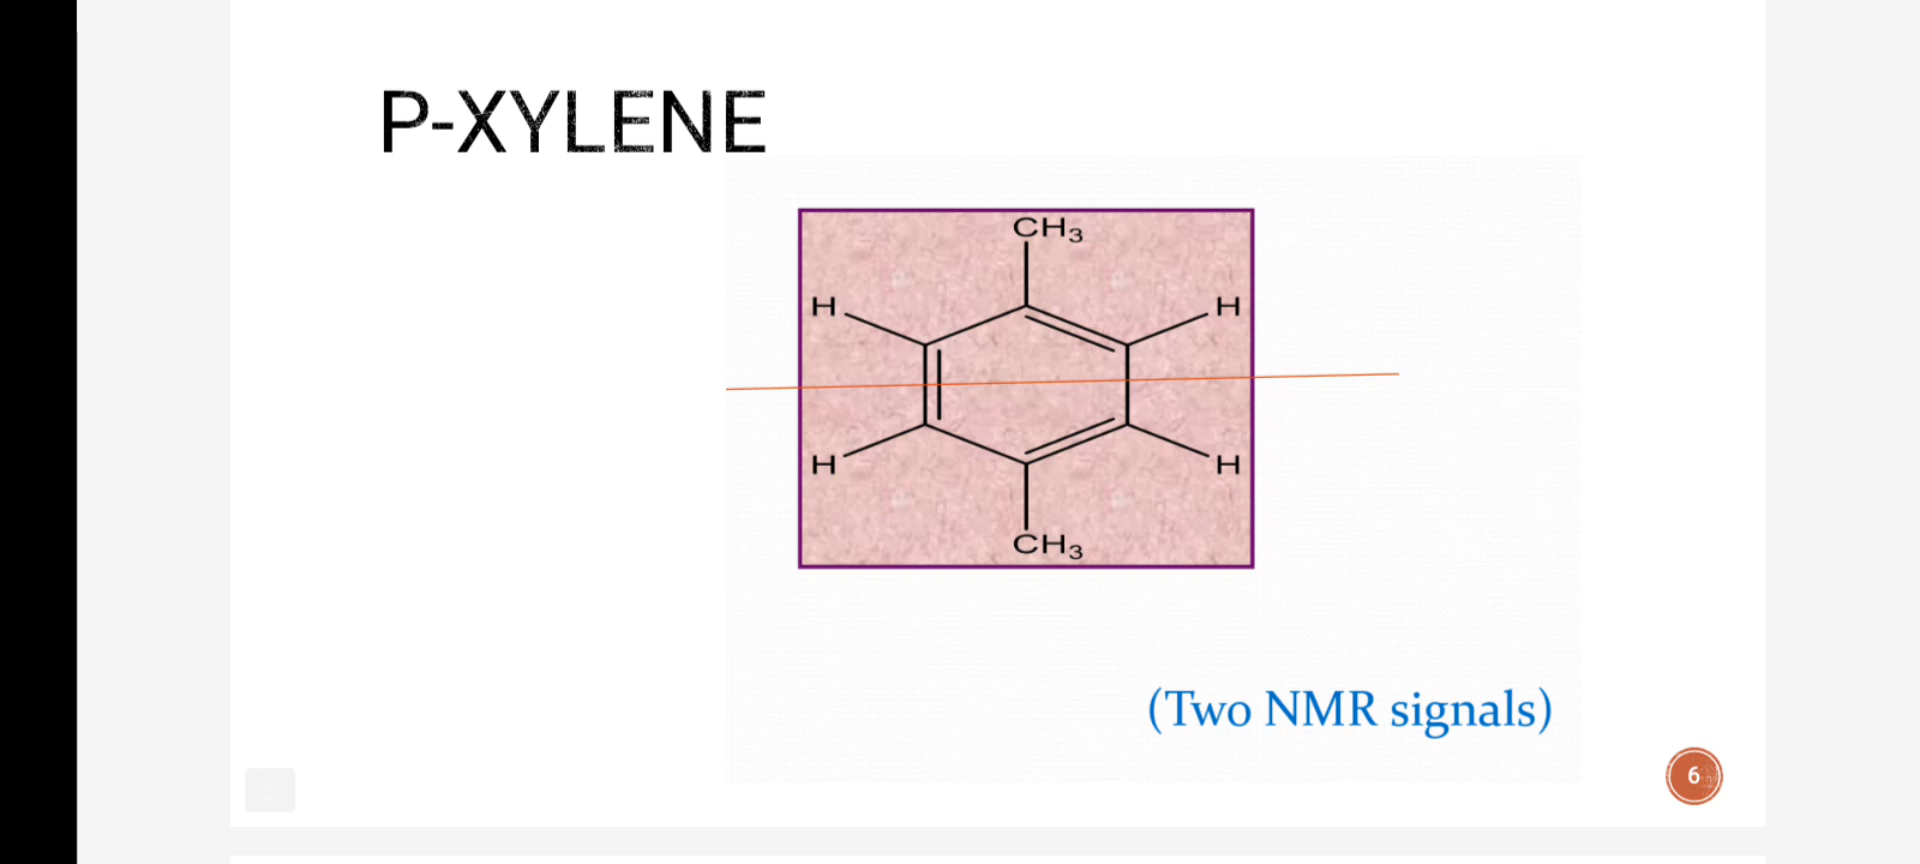 P-XYLENE
CH₃
H H
H H
CH₃
(Two NMR signals)
6